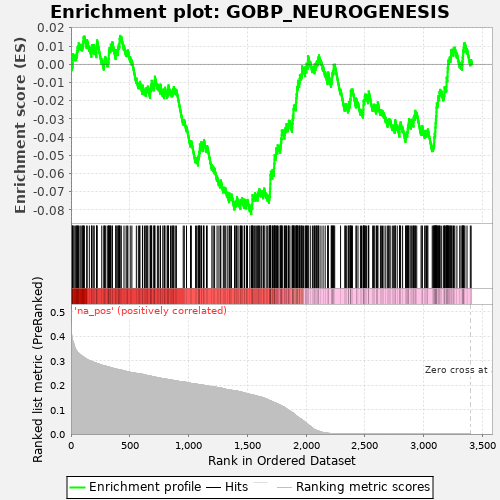 Enrichment plot: GOBP_NEUROGENESIS
Enrichment score (ES)
0.02
0.01
0.00
-0.01
-0.02
-0.03
-0.04
-0.05
-0.06
-0.07
-0.08
Ranked list metric (PreRanked)
'na_pos' (positively correlated)
0.5
0.4
0.3
0.2
0.1
0.0
Zero cross at
0
500
1,000
1,500
2,000
2,500
3,000
3,500
Rank in Ordered Dataset
Enrichment profile
Hits
Ranking metric scores